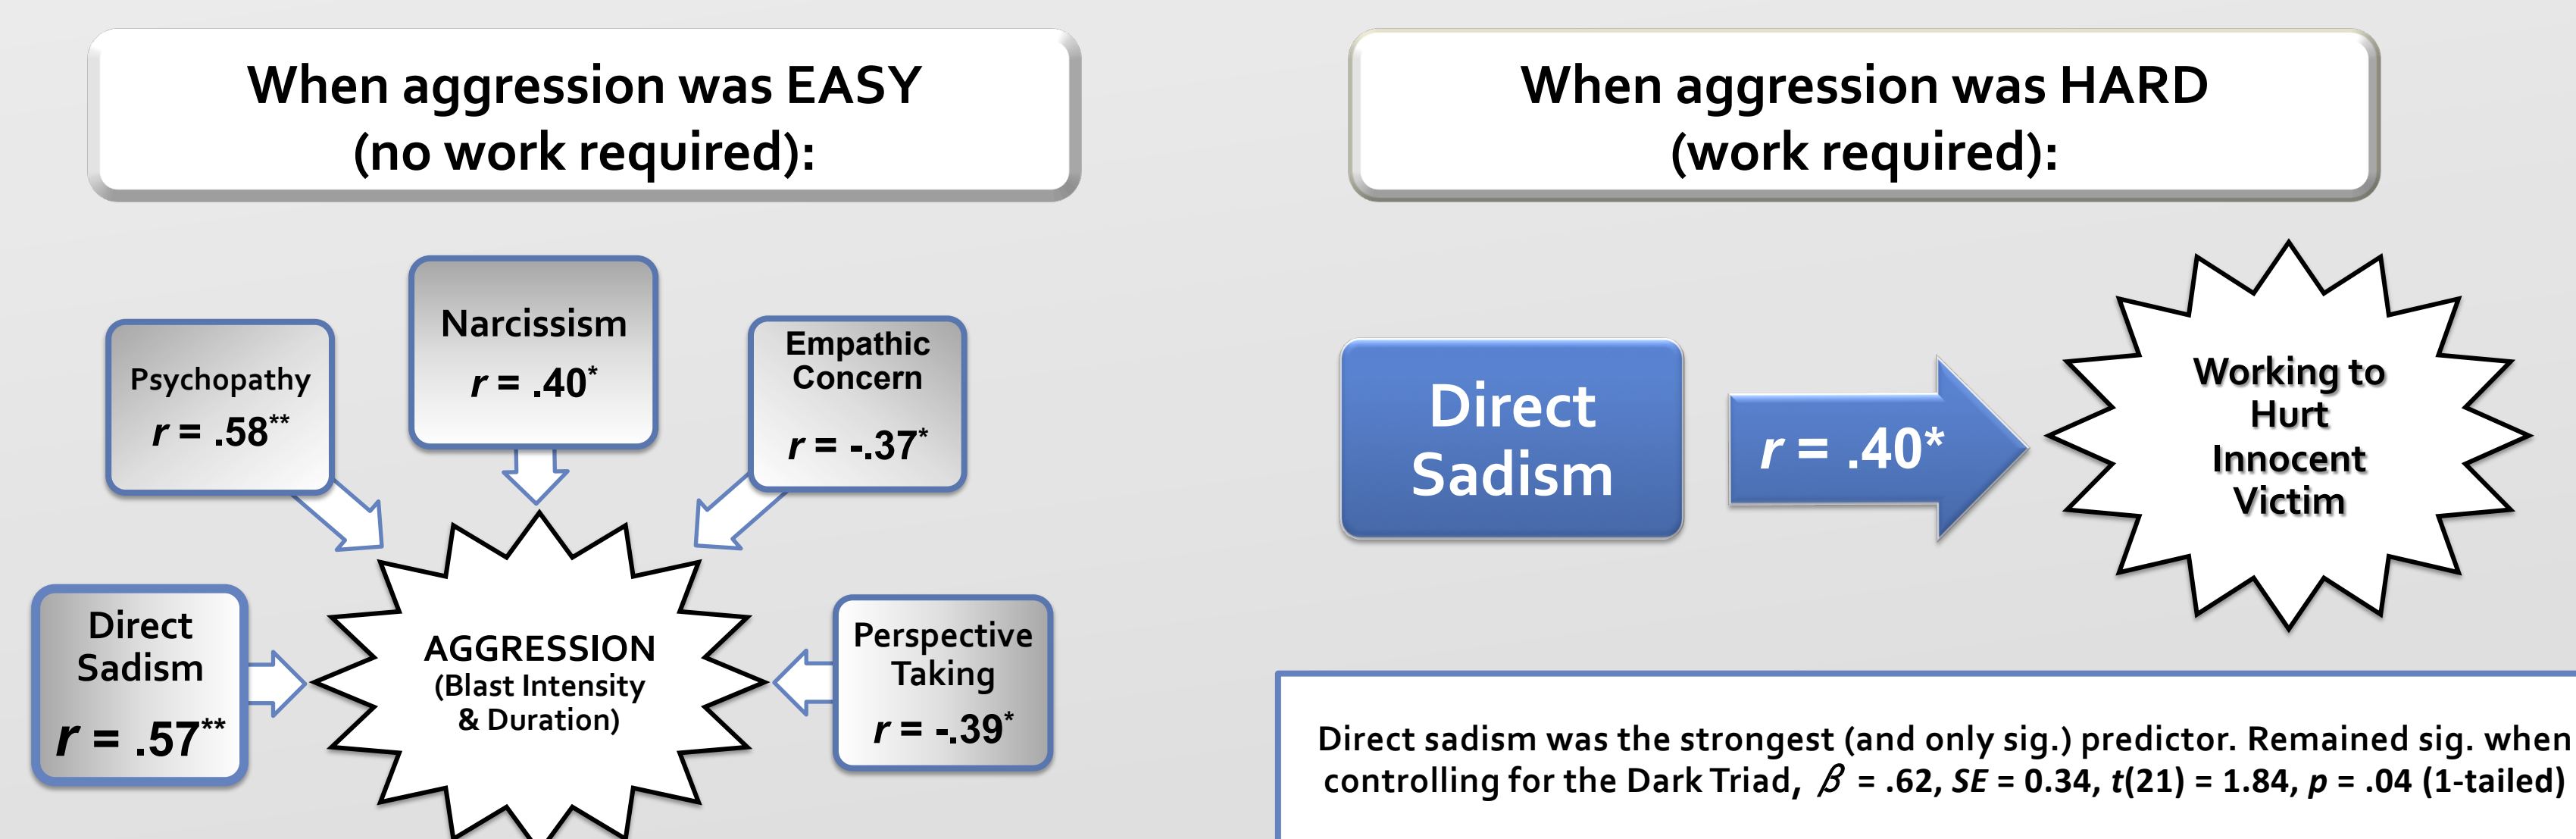 When aggression was EASY
(no work required):
Psychopathy
r = .58**
Narcissism
r = .40*
Empathic
Concern
r = -.37*
Direct
Sadism
r = .57**
AGGRESSION
(Blast Intensity
& Duration)
Perspective
Taking
r = -.39*
When aggression was HARD
(work required):
Direct
Sadism
r = .40*
Working to
Hurt
Innocent
Victim
Direct sadism was the strongest (and only sig.) predictor. Remained sig. when
controlling for the Dark Triad, β = .62, SE = 0.34, t(21) = 1.84, p = .04 (1-tailed)